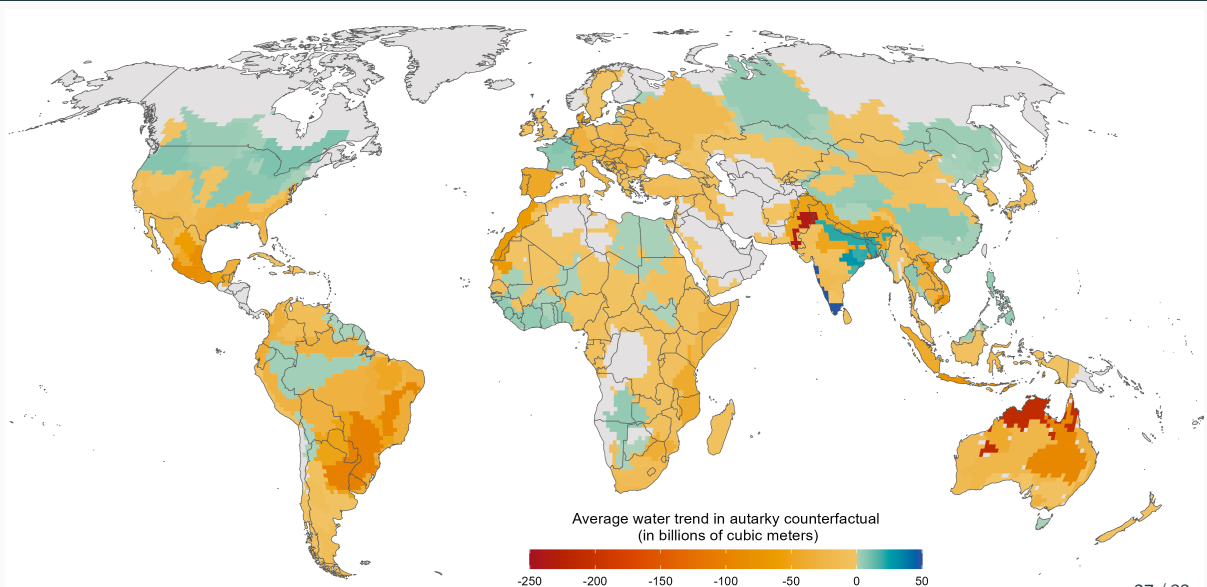 Average water trend in autarky counterfactual
(in billions of cubic meters)
-250 -200 -150 -100 -50 0 50